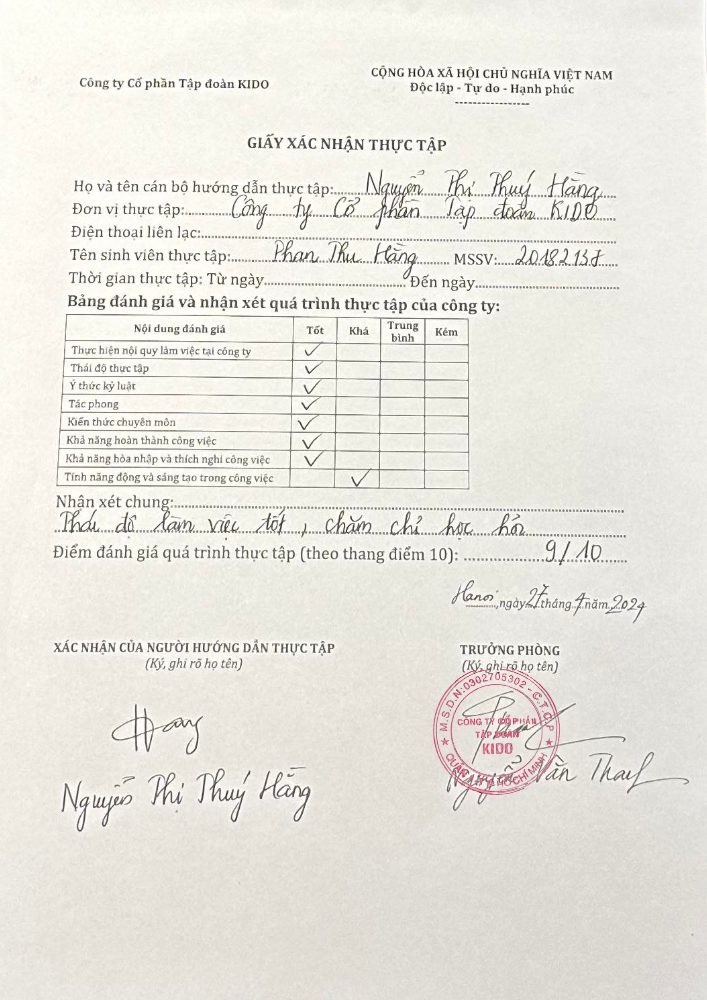 Công ty Cổ phần Tập đoàn KIDO
CỘNG HÒA XÃ HỘI CHỦ NGHĨA VIỆT NAM
Độc lập - Tự do - Hạnh phúc
-----------------
GIẤY XÁC NHẬN THỰC TẬP
Họ và tên cán bộ hướng dẫn thực tập: Nguyễn Thị Thuý Hằng
Đơn vị thực tập: Công ty Cổ phần Tập đoàn KIDO
Điện thoại liên lạc:
Tên sinh viên thực tập: Phan Thu Hằng MSSV:
Thời gian thực tập: Từ ngày Đến ngày
Bảng đánh giá và nhận xét quá trình thực tập của công ty:
Nội dung đánh giá Tốt Khá Trung bình Kém
Thực hiện nội quy làm việc tại công ty ✓
Thái độ thực tập ✓
Ý thức kỷ luật ✓
Tác phong ✓
Kiến thức chuyên môn ✓
Khả năng hoàn thành công việc ✓
Khả năng hòa nhập và thích nghi công việc ✓
Tính năng động và sáng tạo trong công việc ✓
Nhận xét chung:
Thái độ làm việc tốt, chăm chỉ học hỏi
Điểm đánh giá quá trình thực tập (theo thang điểm 10): 9/10
Hanoi, ngày 27 tháng 4 năm 2024
XÁC NHẬN CỦA NGƯỜI HƯỚNG DẪN THỰC TẬP
(Ký, ghi rõ họ tên)
TRƯỞNG PHÒNG
(Ký, ghi rõ họ tên)
M.S.D.N:0302705302 - C.T.C.P
CÔNG TY CỔ PHẦN
TẬP ĐOÀN
KIDO
QUẬN 1 - T.P HỒ CHÍ MINH
Hang
Nguyễn Thị Thuý Hằng
Nguyễn Văn